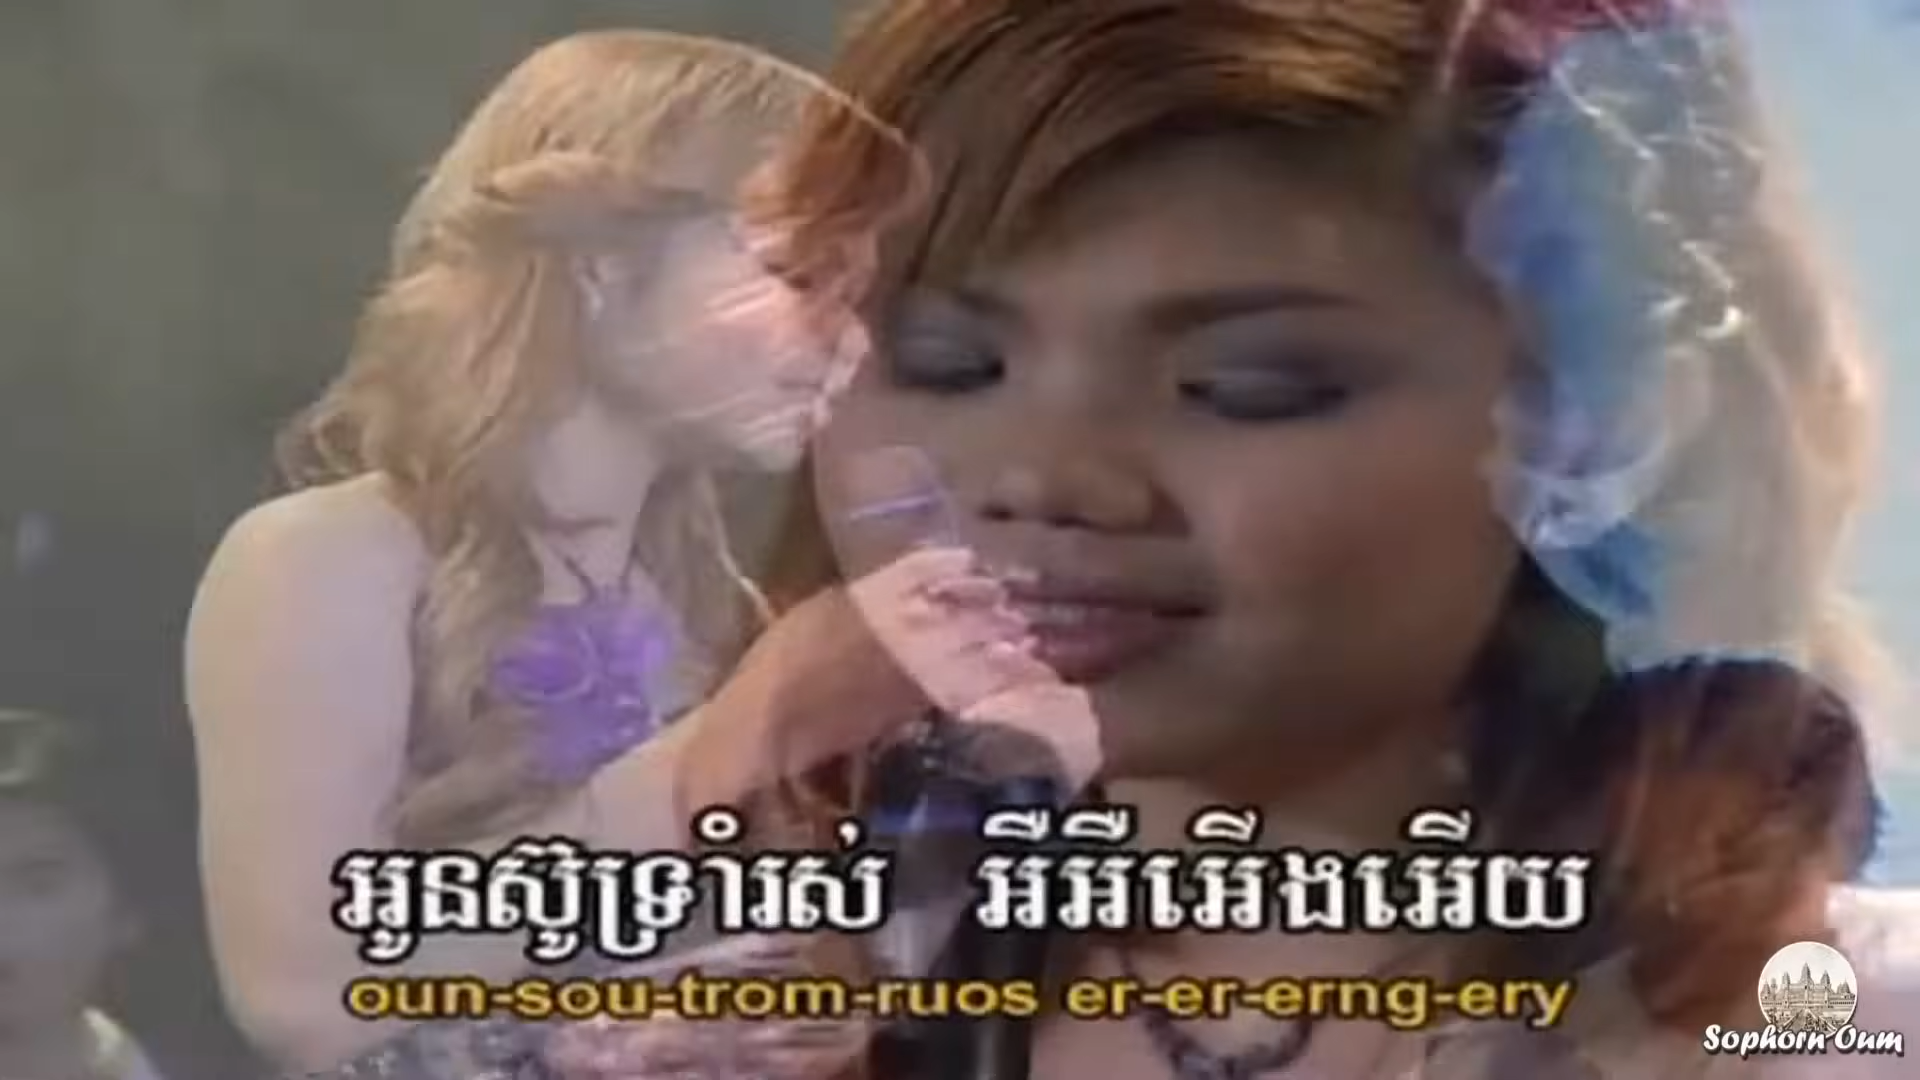 អូនស៊ូទ្រាំរស់ អឺអឺអើងអើយ
oun-sou-trom-ruos er-er-erng-ery
Sophorn Oum